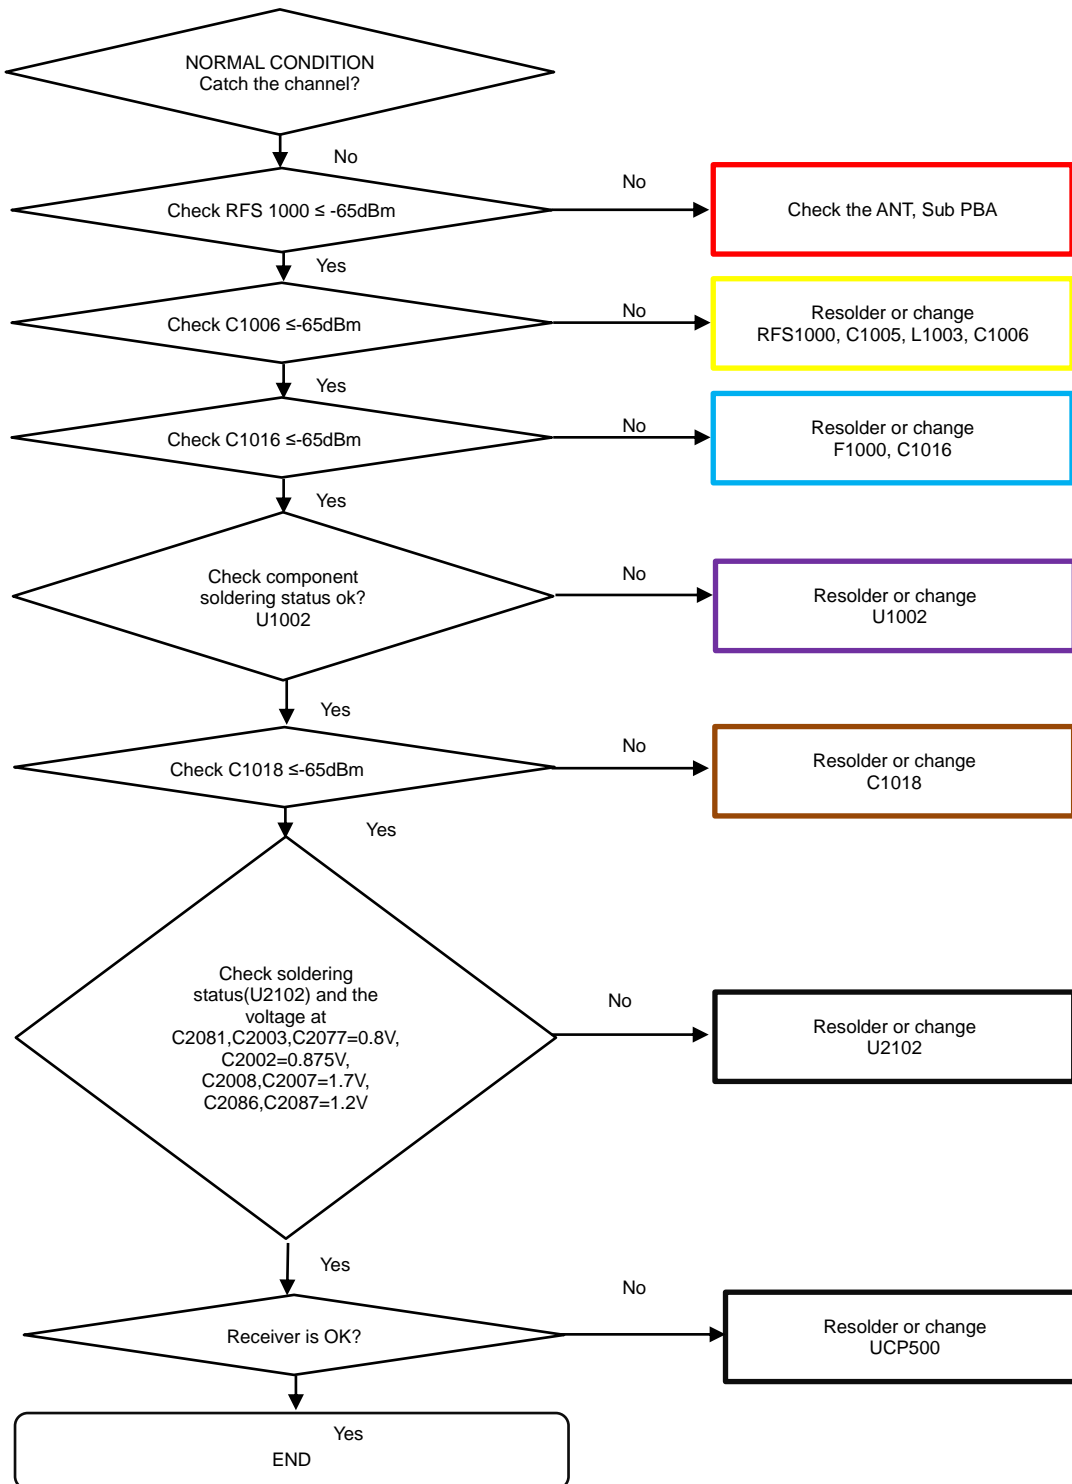 NORMAL CONDITION
Catch the channel?
No
Check RFS 1000 ≤ -65dBm
No
Check the ANT, Sub PBA
Yes
Check C1006 ≤-65dBm
No
Resolder or change
RFS1000, C1005, L1003, C1006
Yes
Check C1016 ≤-65dBm
No
Resolder or change
F1000, C1016
Yes
Check component
soldering status ok?
U1002
No
Resolder or change
U1002
Yes
Check C1018 ≤-65dBm
No
Resolder or change
C1018
Yes
Check soldering
status(U2102) and the
voltage at
C2081,C2003,C2077=0.8V,
C2002=0.875V,
C2008,C2007=1.7V,
C2086,C2087=1.2V
No
Resolder or change
U2102
Yes
Receiver is OK?
No
Resolder or change
UCP500
Yes
END